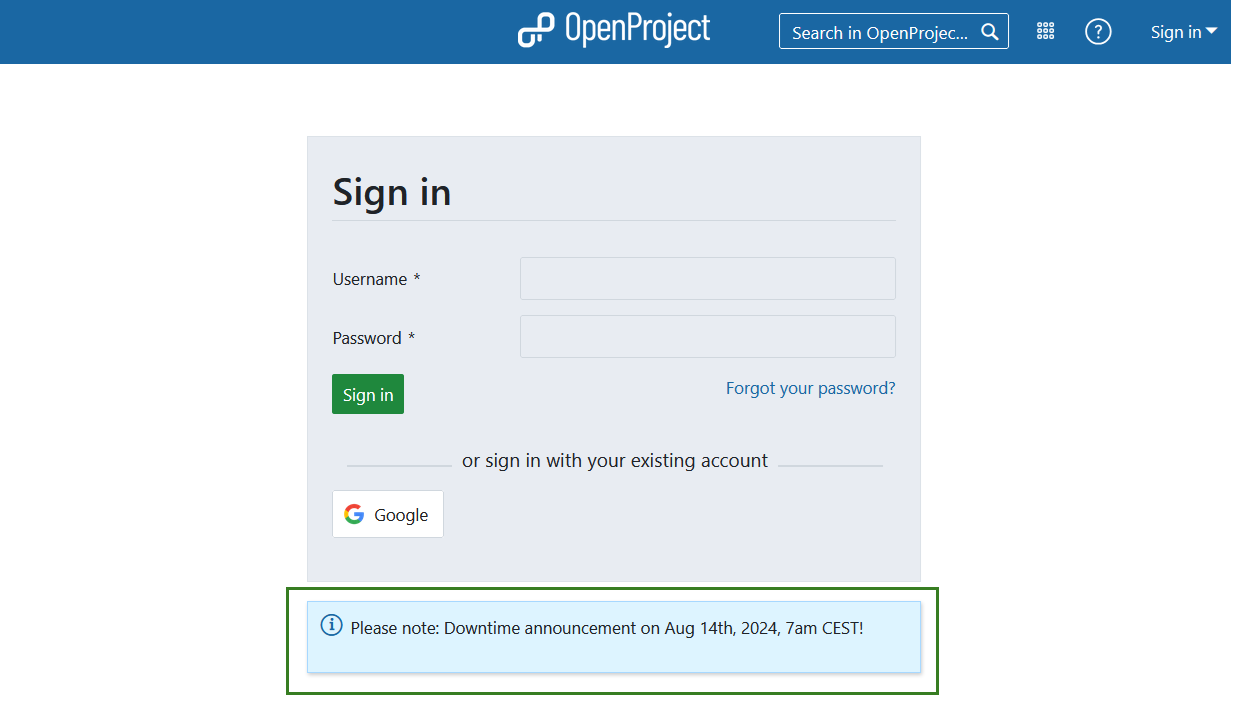 OpenProject
Search in OpenProjec...
?
Sign in
Sign in
Username *
Password *
Sign in
Forgot your password?
or sign in with your existing account
G Google
i Please note: Downtime announcement on Aug 14th, 2024, 7am CEST!